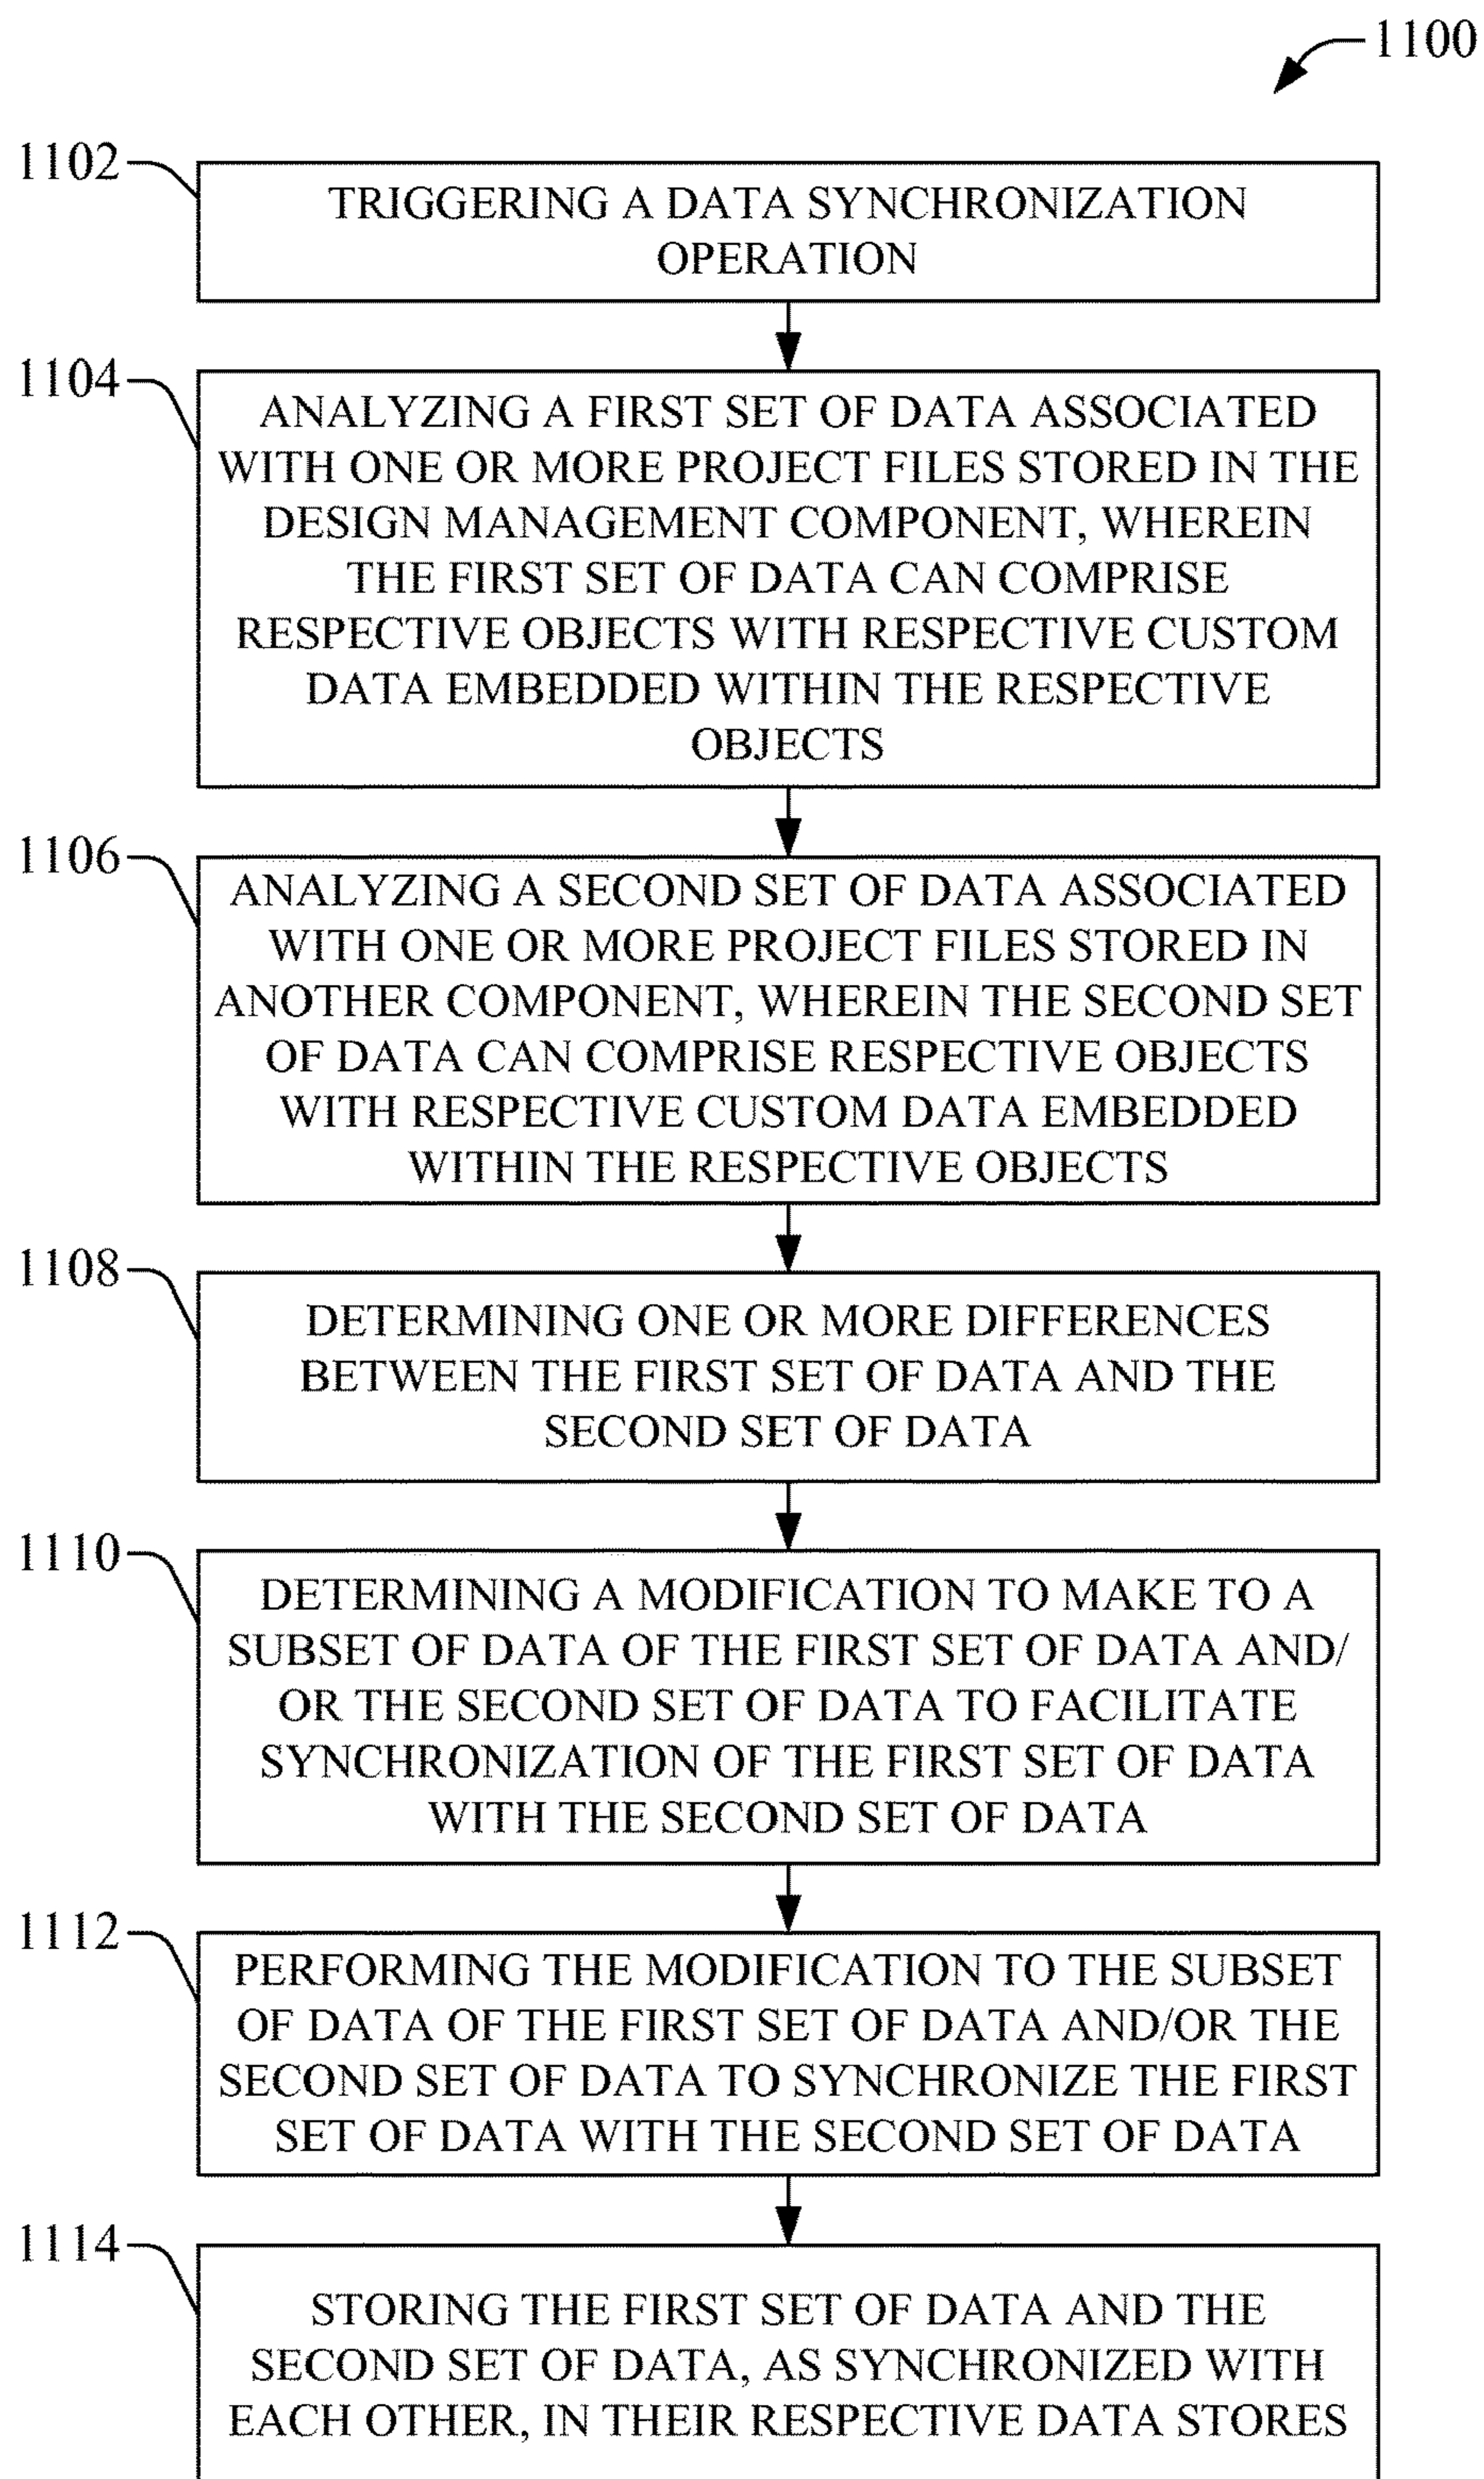 1100
1102
TRIGGERING A DATA SYNCHRONIZATION
OPERATION
1104
ANALYZING A FIRST SET OF DATA ASSOCIATED
WITH ONE OR MORE PROJECT FILES STORED IN THE
DESIGN MANAGEMENT COMPONENT, WHEREIN
THE FIRST SET OF DATA CAN COMPRISE
RESPECTIVE OBJECTS WITH RESPECTIVE CUSTOM
DATA EMBEDDED WITHIN THE RESPECTIVE
OBJECTS
1106
ANALYZING A SECOND SET OF DATA ASSOCIATED
WITH ONE OR MORE PROJECT FILES STORED IN
ANOTHER COMPONENT, WHEREIN THE SECOND SET
OF DATA CAN COMPRISE RESPECTIVE OBJECTS
WITH RESPECTIVE CUSTOM DATA EMBEDDED
WITHIN THE RESPECTIVE OBJECTS
1108
DETERMINING ONE OR MORE DIFFERENCES
BETWEEN THE FIRST SET OF DATA AND THE
SECOND SET OF DATA
1110
DETERMINING A MODIFICATION TO MAKE TO A
SUBSET OF DATA OF THE FIRST SET OF DATA AND/
OR THE SECOND SET OF DATA TO FACILITATE
SYNCHRONIZATION OF THE FIRST SET OF DATA
WITH THE SECOND SET OF DATA
1112
PERFORMING THE MODIFICATION TO THE SUBSET
OF DATA OF THE FIRST SET OF DATA AND/OR THE
SECOND SET OF DATA TO SYNCHRONIZE THE FIRST
SET OF DATA WITH THE SECOND SET OF DATA
1114
STORING THE FIRST SET OF DATA AND THE
SECOND SET OF DATA, AS SYNCHRONIZED WITH
EACH OTHER, IN THEIR RESPECTIVE DATA STORES